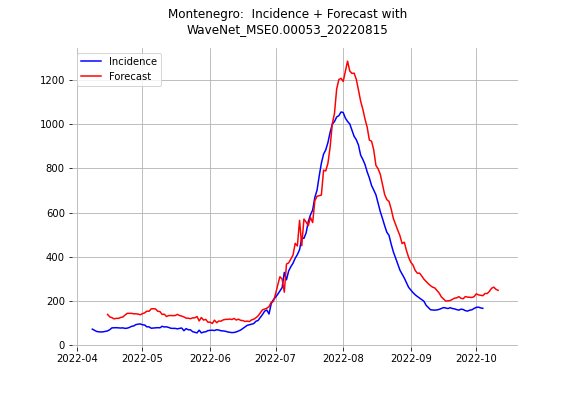 Montenegro:  Incidence + Forecast with
WaveNet_MSE0.00053_20220815
Incidence
Forecast
1200
1000
800
600
400
200
0
2022-04 2022-05 2022-06 2022-07 2022-08 2022-09 2022-10